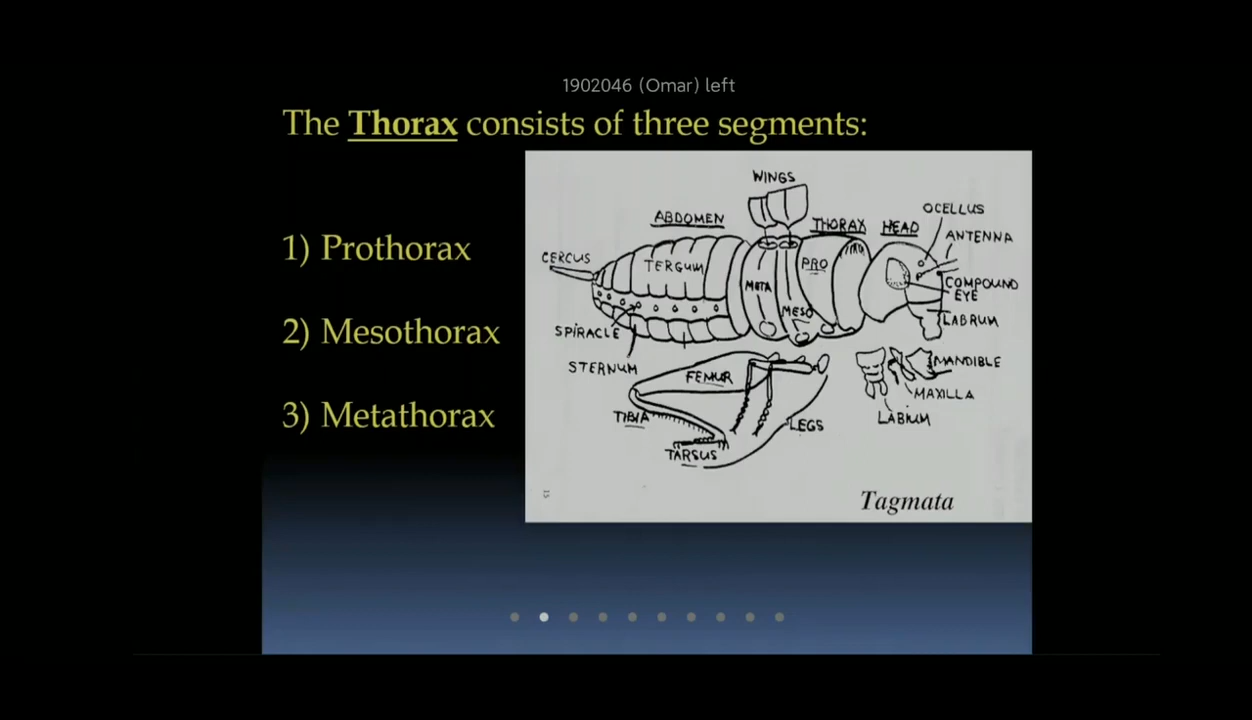 1902046 (Omar) left
The Thorax consists of three segments:
1) Prothorax
2) Mesothorax
3) Metathorax
WINGS
ABDOMEN
THORAX
HEAD
OCELLUS
ANTENNA
CERCUS
TERGUM
PRO
META
MESO
COMPOUND
EYE
LABRUM
SPIRACLE
STERNUM
FEMUR
MANDIBLE
MAXILLA
LABIUM
TIBIA
LEGS
TARSUS
Tagmata